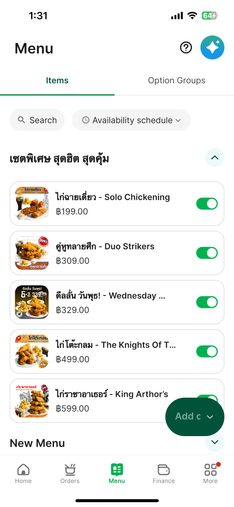 1:31
64
Menu
Items
Option Groups
Search
Availability schedule
เซตพิเศษ สุดฮิต สุดคุ้ม
ไก่ฉายเดี่ยว - Solo Chickening
฿199.00
คู่หูทลายศึก - Duo Strikers
฿309.00
ดีลลั่น วันพุธ! - Wednesday ...
฿329.00
ไก่โต๊ะกลม - The Knights Of T...
฿499.00
ไก่ราชาอาเธอร์ - King Arthor's
฿599.00
Add c
New Menu
Home
Orders
Menu
Finance
More